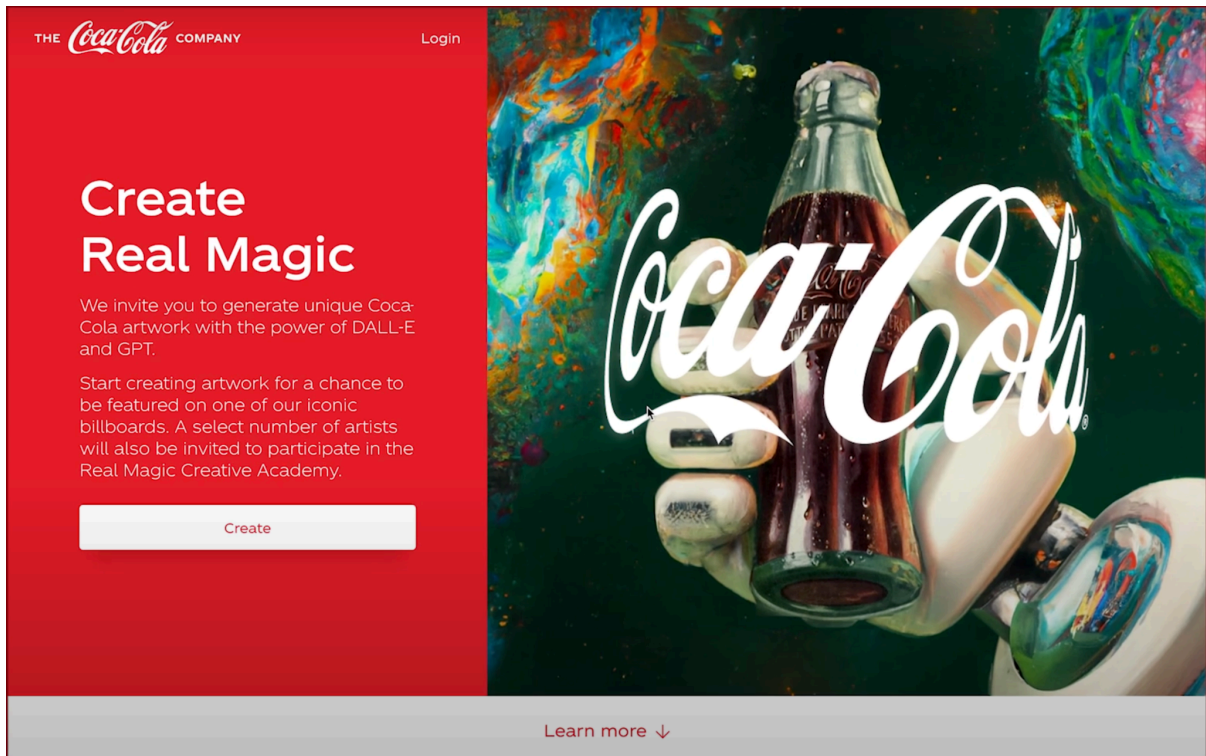 THE Coca-Cola COMPANY
Login
Create
Real Magic
We invite you to generate unique Coca-
Cola artwork with the power of DALL-E
and GPT.
Start creating artwork for a chance to
be featured on one of our iconic
billboards. A select number of artists
will also be invited to participate in the
Real Magic Creative Academy.
Create
Coca-Cola
Coca-Cola®
Learn more ↓